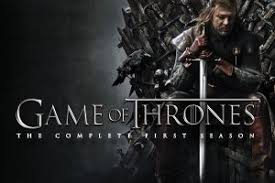 GAME OF THRONES
THE COMPLETE FIRST SEASON